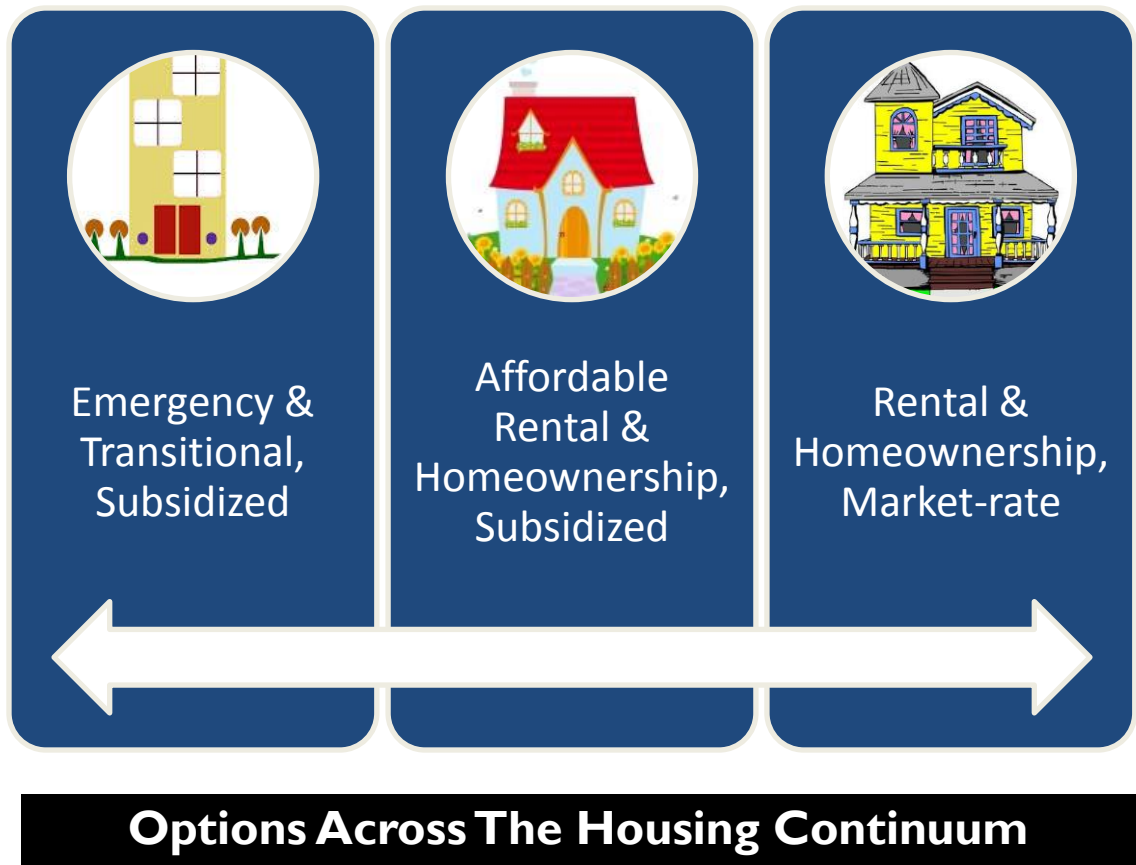 Emergency &
Transitional,
Subsidized
Affordable
Rental &
Homeownership,
Subsidized
Rental &
Homeownership,
Market-rate
Options Across The Housing Continuum